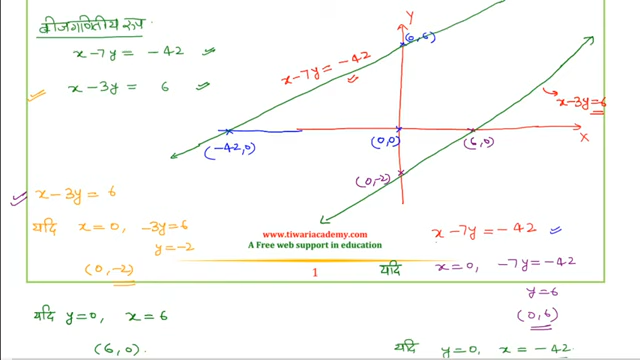 बीजगणितीय रूप
x-7y = -42
x-3y = 6
Y
(6,6)
x-7y = -42
x-3y=6
X
(-42,0)
(0,0)
(6,0)
(0,-2)
x-3y = 6
यदि x=0, -3y=6
y=-2
(0,-2)
यदि y=0, x=6
(6,0).
www.tiwariacademy.com
A Free web support in education
1
x-7y = -42
यदि x=0, -7y=-42
y=6
(0,6)
यदि y=0, x=-42